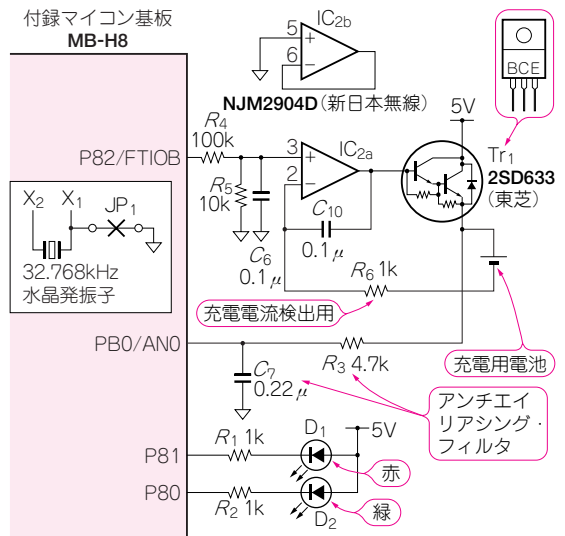 付録マイコン基板
MB-H8
5
6
+
−
IC2b
NJM2904D（新日本無線）
BCE
5V
P82/FTIOB
R4
100k
R5
10k
C6
0.1μ
3
2
+
−
IC2a
C10
0.1μ
Tr1
2SD633
（東芝）
X2 X1 JP1
32.768kHz
水晶発振子
R6 1k
充電電流検出用
充電用電池
PB0/AN0
R3 4.7k
C7
0.22μ
アンチエイ
リアシング・
フィルタ
P81
R1 1k
D1
5V
赤
P80
R2 1k
D2
緑